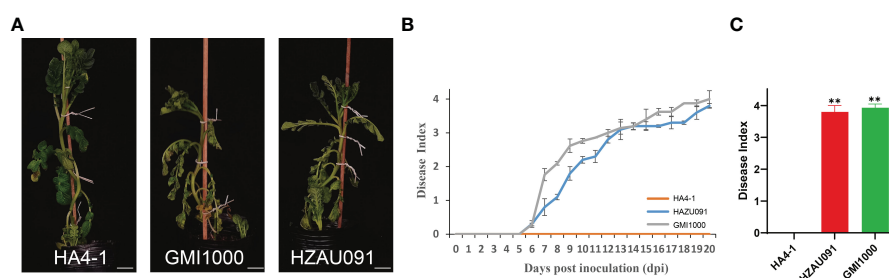 A
HA4-1
GMI1000
HZAU091
B
Disease Index
4
3
2
1
0
0 1 2 3 4 5 6 7 8 9 10 11 12 13 14 15 16 17 18 19 20
Days post inoculation (dpi)
HA4-1
HAZU091
GMI1000
C
Disease Index
4
3
2
1
0
**
**
HA4-1
HZAU091
GMI1000